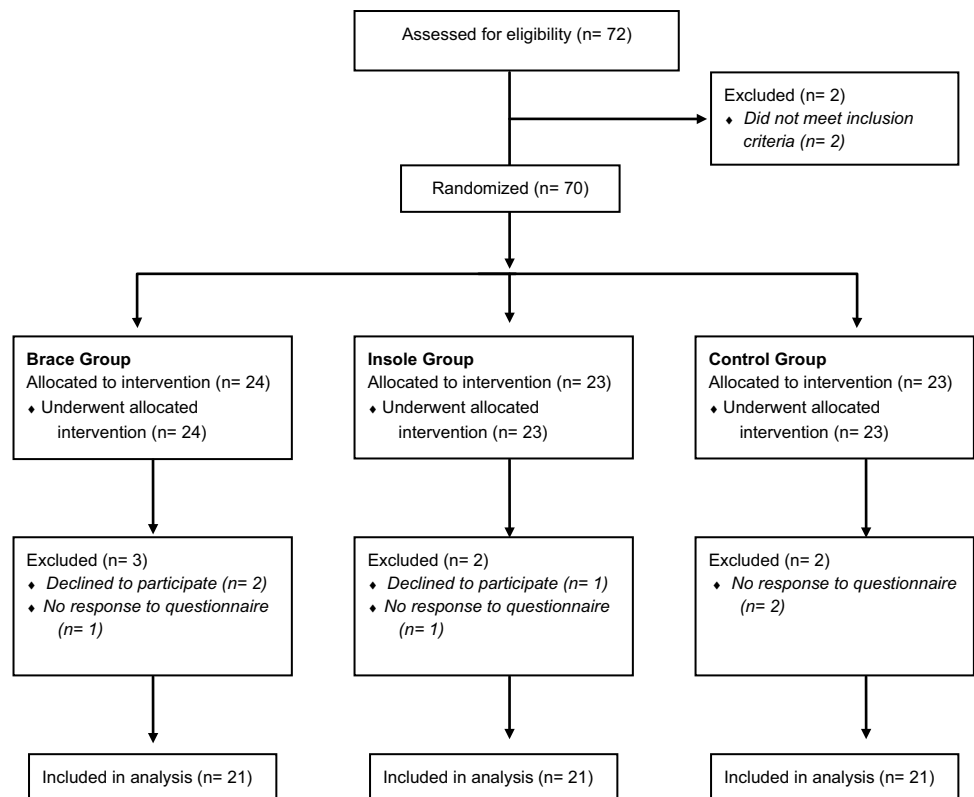 Assessed for eligibility (n= 72)
Excluded (n= 2)
♦ Did not meet inclusion
criteria (n= 2)
Randomized (n= 70)
Brace Group
Allocated to intervention (n= 24)
♦ Underwent allocated
intervention (n= 24)
Insole Group
Allocated to intervention (n= 23)
♦ Underwent allocated
intervention (n= 23)
Control Group
Allocated to intervention (n= 23)
♦ Underwent allocated
intervention (n= 23)
Excluded (n= 3)
♦ Declined to participate (n= 2)
♦ No response to questionnaire
(n= 1)
Excluded (n= 2)
♦ Declined to participate (n= 1)
♦ No response to questionnaire
(n= 1)
Excluded (n= 2)
♦ No response to questionnaire
(n= 2)
Included in analysis (n= 21)
Included in analysis (n= 21)
Included in analysis (n= 21)